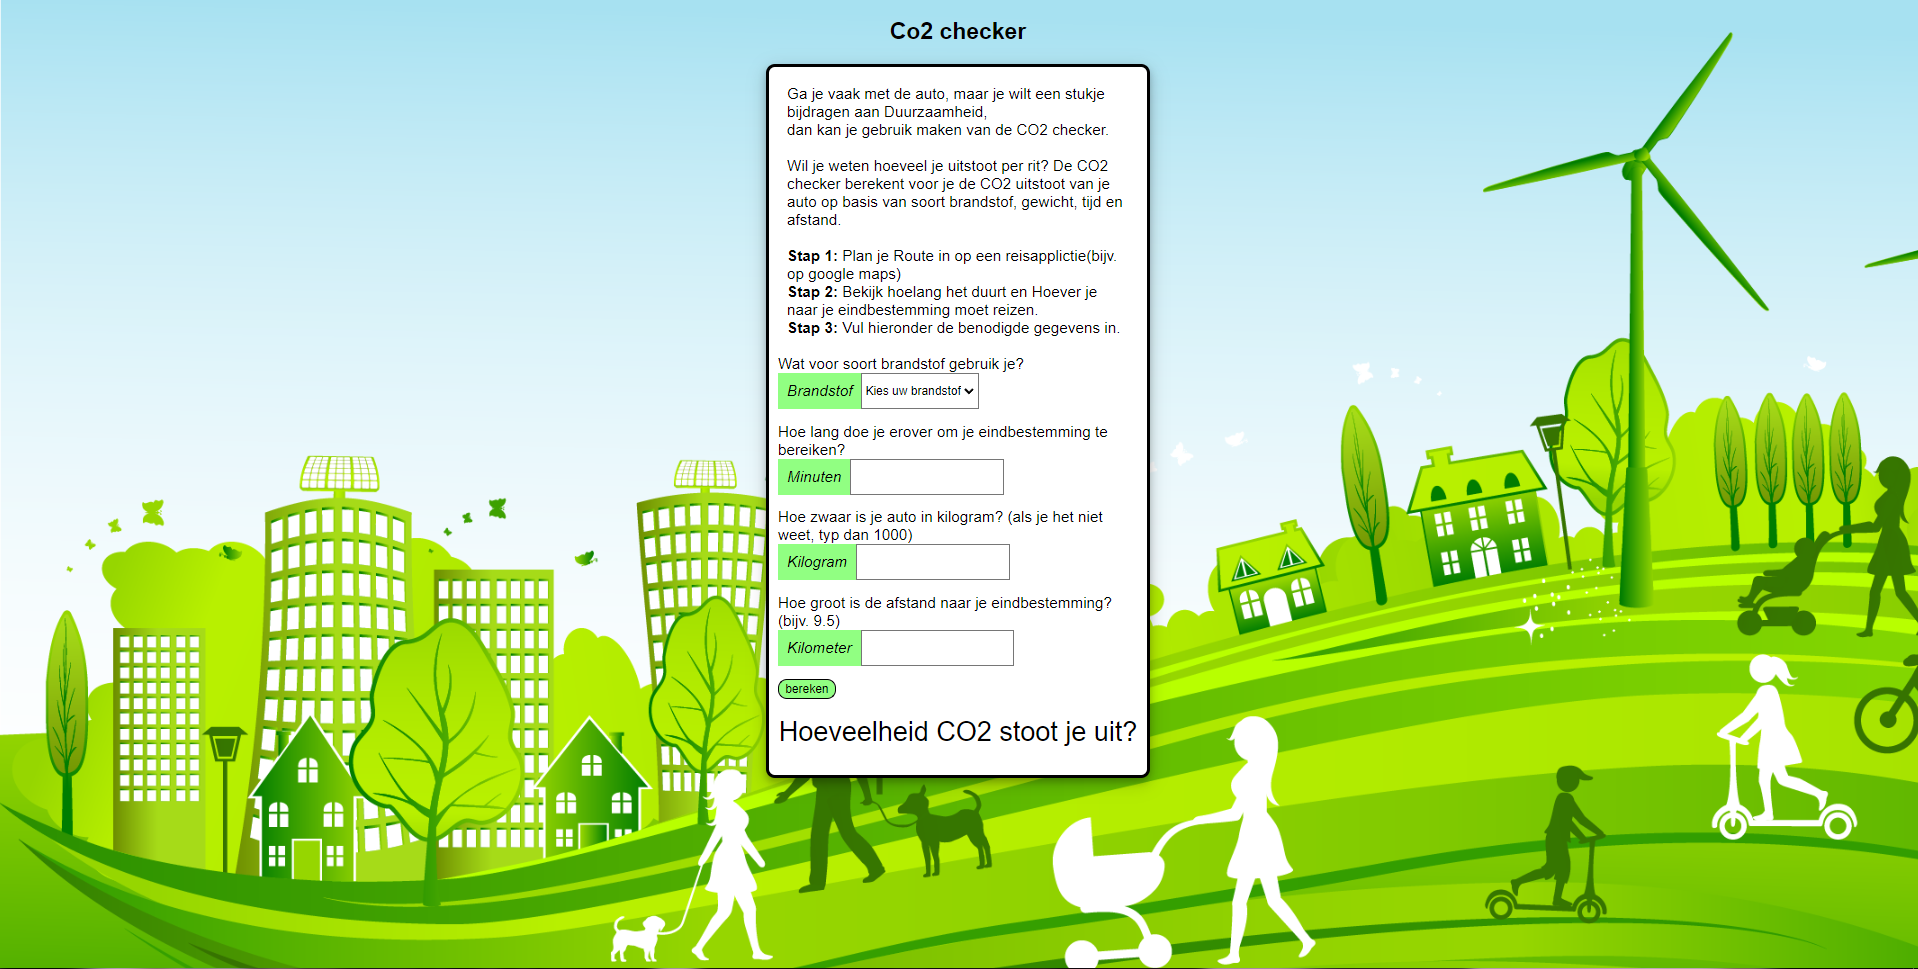 Co2 checker
Ga je vaak met de auto, maar je wilt een stukje
bijdragen aan Duurzaamheid,
dan kan je gebruik maken van de CO2 checker.
Wil je weten hoeveel je uitstoot per rit? De CO2
checker berekent voor je de CO2 uitstoot van je
auto op basis van soort brandstof, gewicht, tijd en
afstand.
Stap 1: Plan je Route in op een reisapplictie(bijv.
op google maps)
Stap 2: Bekijk hoelang het duurt en Hoever je
naar je eindbestemming moet reizen.
Stap 3: Vul hieronder de benodigde gegevens in.
Wat voor soort brandstof gebruik je?
Brandstof Kies uw brandstof
Hoe lang doe je erover om je eindbestemming te
bereiken?
Minuten
Hoe zwaar is je auto in kilogram? (als je het niet
weet, typ dan 1000)
Kilogram
Hoe groot is de afstand naar je eindbestemming?
(bijv. 9.5)
Kilometer
bereken
Hoeveelheid CO2 stoot je uit?